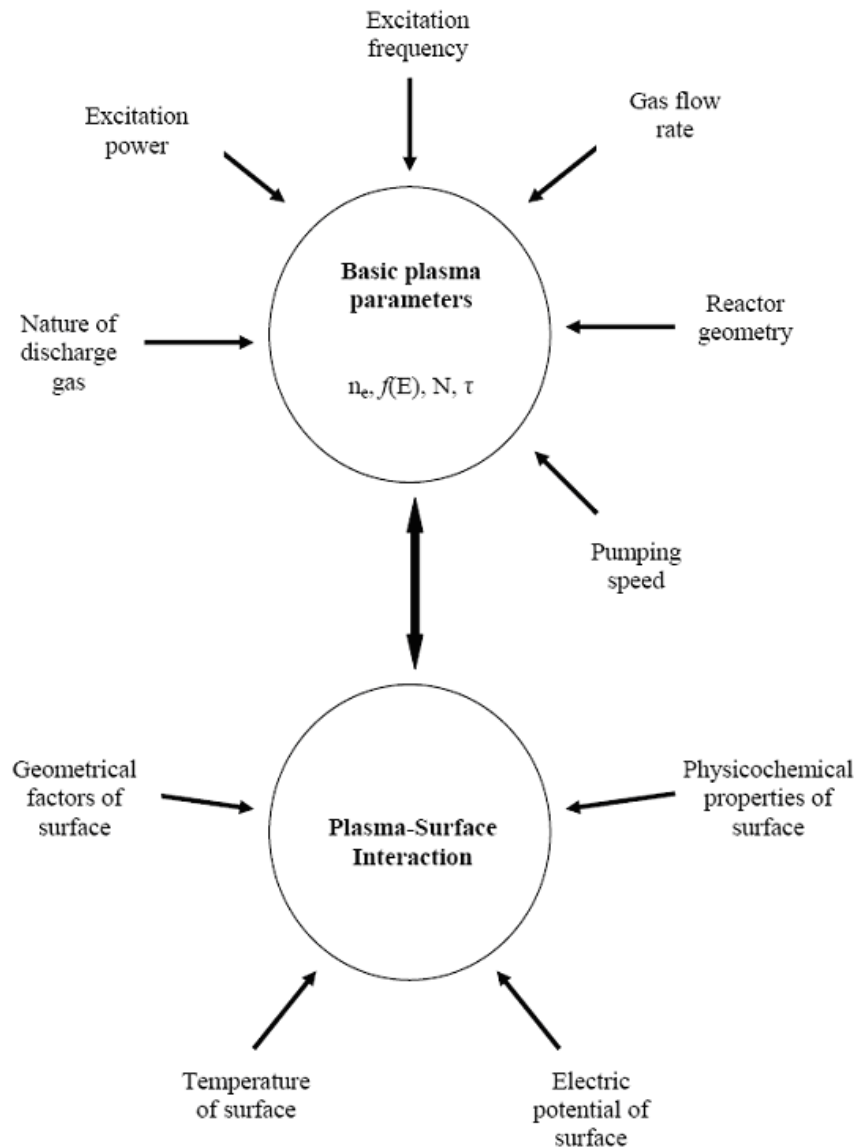 Excitation
frequency
Gas flow
rate
Excitation
power
Basic plasma
parameters
Nature of
discharge
gas
Reactor
geometry
nₑ, f(E), N, τ
Pumping
speed
Geometrical
factors of
surface
Physicochemical
properties of
surface
Plasma-Surface
Interaction
Temperature
of surface
Electric
potential of
surface